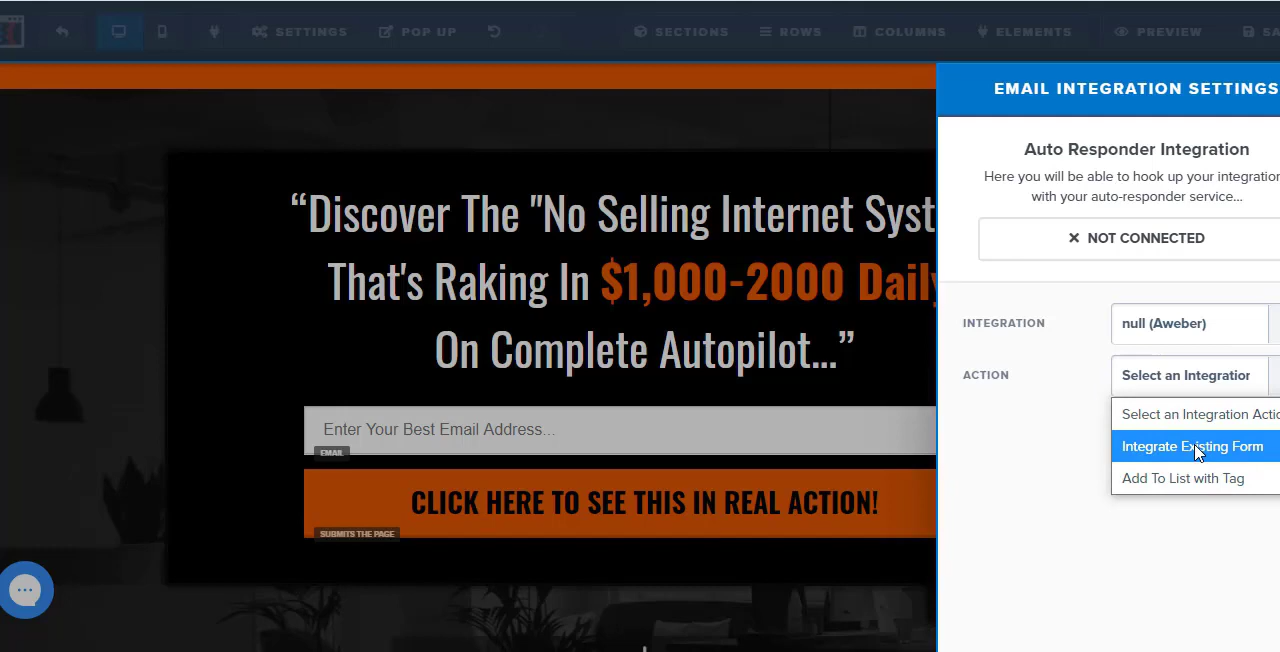 SETTINGS
POP UP
SECTIONS
ROWS
COLUMNS
ELEMENTS
PREVIEW
SA
EMAIL INTEGRATION SETTINGS
Auto Responder Integration
Here you will be able to hook up your integration
with your auto-responder service...
✕ NOT CONNECTED
INTEGRATION
null (Aweber)
ACTION
Select an Integration
Select an Integration Actio
Integrate Existing Form
Add To List with Tag
“Discover The "No Selling Internet Syst
That's Raking In $1,000-2000 Daily
On Complete Autopilot...”
Enter Your Best Email Address...
EMAIL
CLICK HERE TO SEE THIS IN REAL ACTION!
SUBMITS THE PAGE